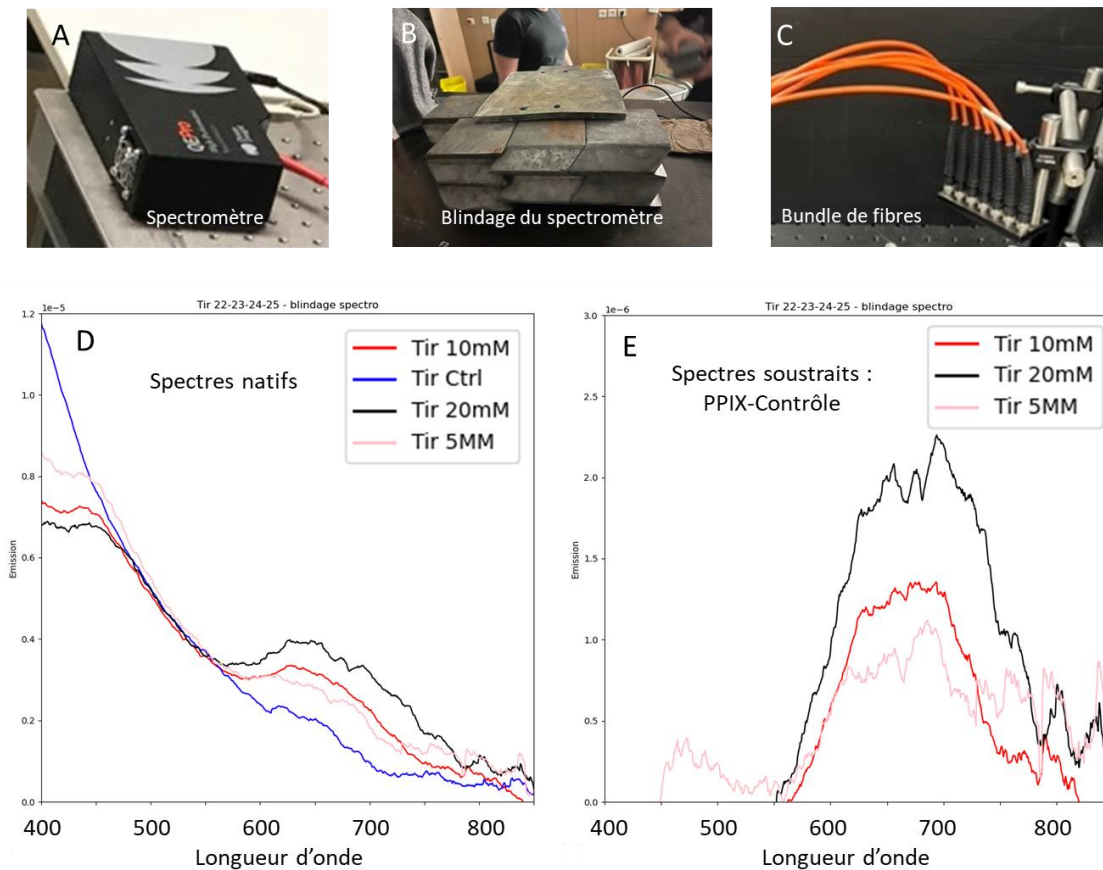 A
QEPro
Spectromètre
B
Blindage du spectromètre
C
Bundle de fibres
Tir 22-23-24-25 - blindage spectro
1e-5
D
Spectres natifs
Tir 10mM
Tir Ctrl
Tir 20mM
Tir 5MM
Emission
1.2
1.0
0.8
0.6
0.4
0.2
0.0
400 500 600 700 800
Longueur d'onde
Tir 22-23-24-25 - blindage spectro
1e-6
E
Spectres soustraits :
PPIX-Contrôle
Tir 10mM
Tir 20mM
Tir 5MM
Emission
3.0
2.5
2.0
1.5
1.0
0.5
0.0
400 500 600 700 800
Longueur d'onde